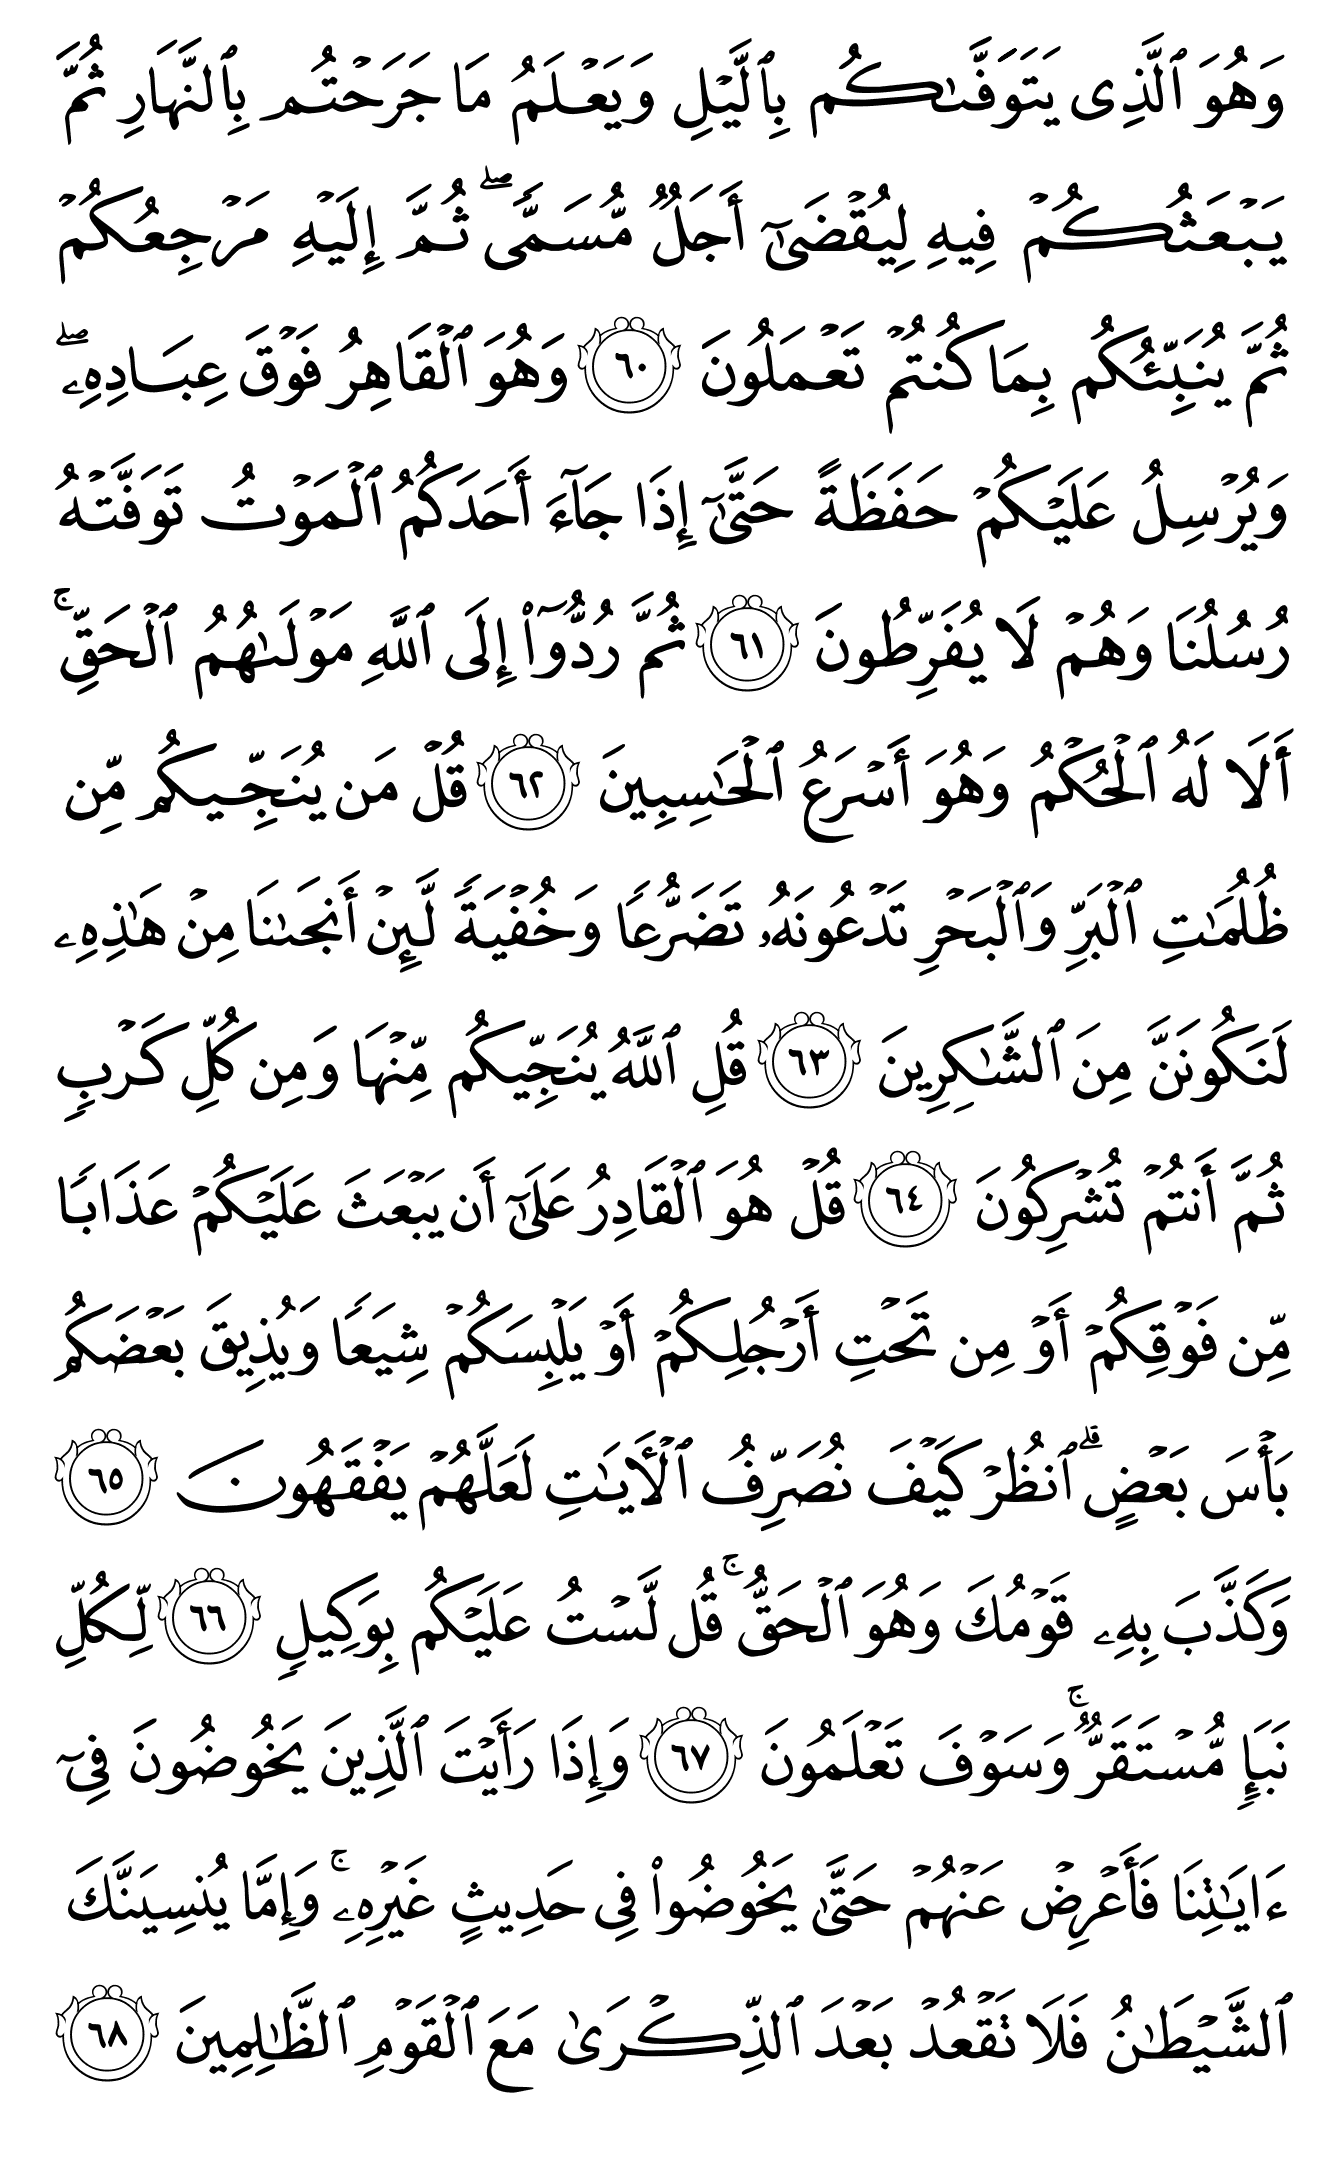 وَهُوَ ٱلَّذِى يَتَوَفَّىٰكُم بِٱلَّيْلِ وَيَعْلَمُ مَا جَرَحْتُم بِٱلنَّهَارِ ثُمَّ
يَبْعَثُكُمْ فِيهِ لِيُقْضَىٰٓ أَجَلٌ مُّسَمًّى ۖ ثُمَّ إِلَيْهِ مَرْجِعُكُمْ
ثُمَّ يُنَبِّئُكُم بِمَا كُنتُمْ تَعْمَلُونَ ٦٠ وَهُوَ ٱلْقَاهِرُ فَوْقَ عِبَادِهِۦ ۖ
وَيُرْسِلُ عَلَيْكُمْ حَفَظَةً حَتَّىٰٓ إِذَا جَآءَ أَحَدَكُمُ ٱلْمَوْتُ تَوَفَّتْهُ
رُسُلُنَا وَهُمْ لَا يُفَرِّطُونَ ٦١ ثُمَّ رُدُّوٓا۟ إِلَى ٱللَّهِ مَوْلَىٰهُمُ ٱلْحَقِّ ۚ
أَلَا لَهُ ٱلْحُكْمُ وَهُوَ أَسْرَعُ ٱلْحَـٰسِبِينَ ٦٢ قُلْ مَن يُنَجِّيكُم مِّن
ظُلُمَـٰتِ ٱلْبَرِّ وَٱلْبَحْرِ تَدْعُونَهُۥ تَضَرُّعًا وَخُفْيَةً لَّئِنْ أَنجَىٰنَا مِنْ هَـٰذِهِۦ
لَنَكُونَنَّ مِنَ ٱلشَّـٰكِرِينَ ٦٣ قُلِ ٱللَّهُ يُنَجِّيكُم مِّنْهَا وَمِن كُلِّ كَرْبٍ
ثُمَّ أَنتُمْ تُشْرِكُونَ ٦٤ قُلْ هُوَ ٱلْقَادِرُ عَلَىٰٓ أَن يَبْعَثَ عَلَيْكُمْ عَذَابًا
مِّن فَوْقِكُمْ أَوْ مِن تَحْتِ أَرْجُلِكُمْ أَوْ يَلْبِسَكُمْ شِيَعًا وَيُذِيقَ بَعْضَكُم
بَأْسَ بَعْضٍ ۗ ٱنظُرْ كَيْفَ نُصَرِّفُ ٱلْـَٔايَـٰتِ لَعَلَّهُمْ يَفْقَهُونَ ٦٥
وَكَذَّبَ بِهِۦ قَوْمُكَ وَهُوَ ٱلْحَقُّ ۚ قُل لَّسْتُ عَلَيْكُم بِوَكِيلٍ ٦٦ لِّكُلِّ
نَبَإٍ مُّسْتَقَرٌّ ۚ وَسَوْفَ تَعْلَمُونَ ٦٧ وَإِذَا رَأَيْتَ ٱلَّذِينَ يَخُوضُونَ فِىٓ
ءَايَـٰتِنَا فَأَعْرِضْ عَنْهُمْ حَتَّىٰ يَخُوضُوا۟ فِى حَدِيثٍ غَيْرِهِۦ ۚ وَإِمَّا يُنسِيَنَّكَ
ٱلشَّيْطَـٰنُ فَلَا تَقْعُدْ بَعْدَ ٱلذِّكْرَىٰ مَعَ ٱلْقَوْمِ ٱلظَّـٰلِمِينَ ٦٨